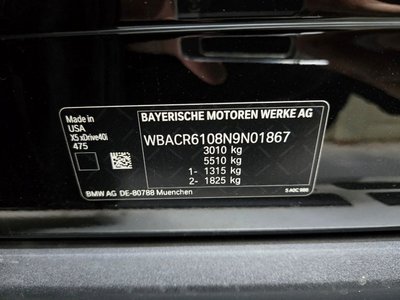 BAYERISCHE MOTOREN WERKE AG
Made in
USA
X5 xDrive40i
475
WBACR6108N9N01867
3010 kg
5510 kg
1- 1315 kg
2- 1825 kg
BMW AG DE-80788 Muenchen